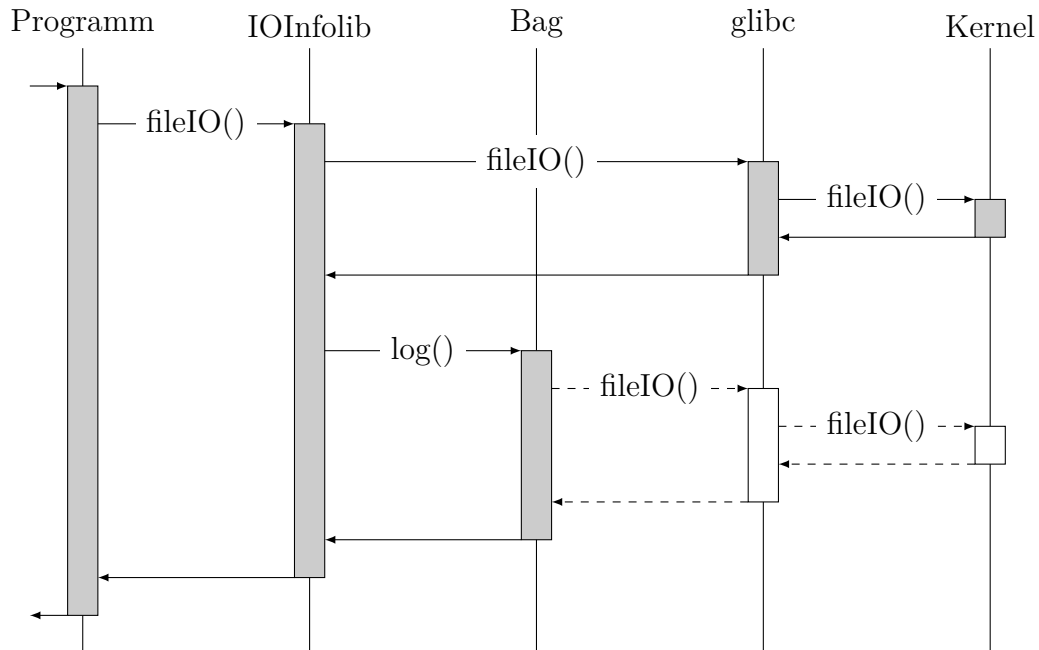 Programm
IOInfolib
Bag
glibc
Kernel
fileIO()
fileIO()
fileIO()
log()
fileIO()
fileIO()